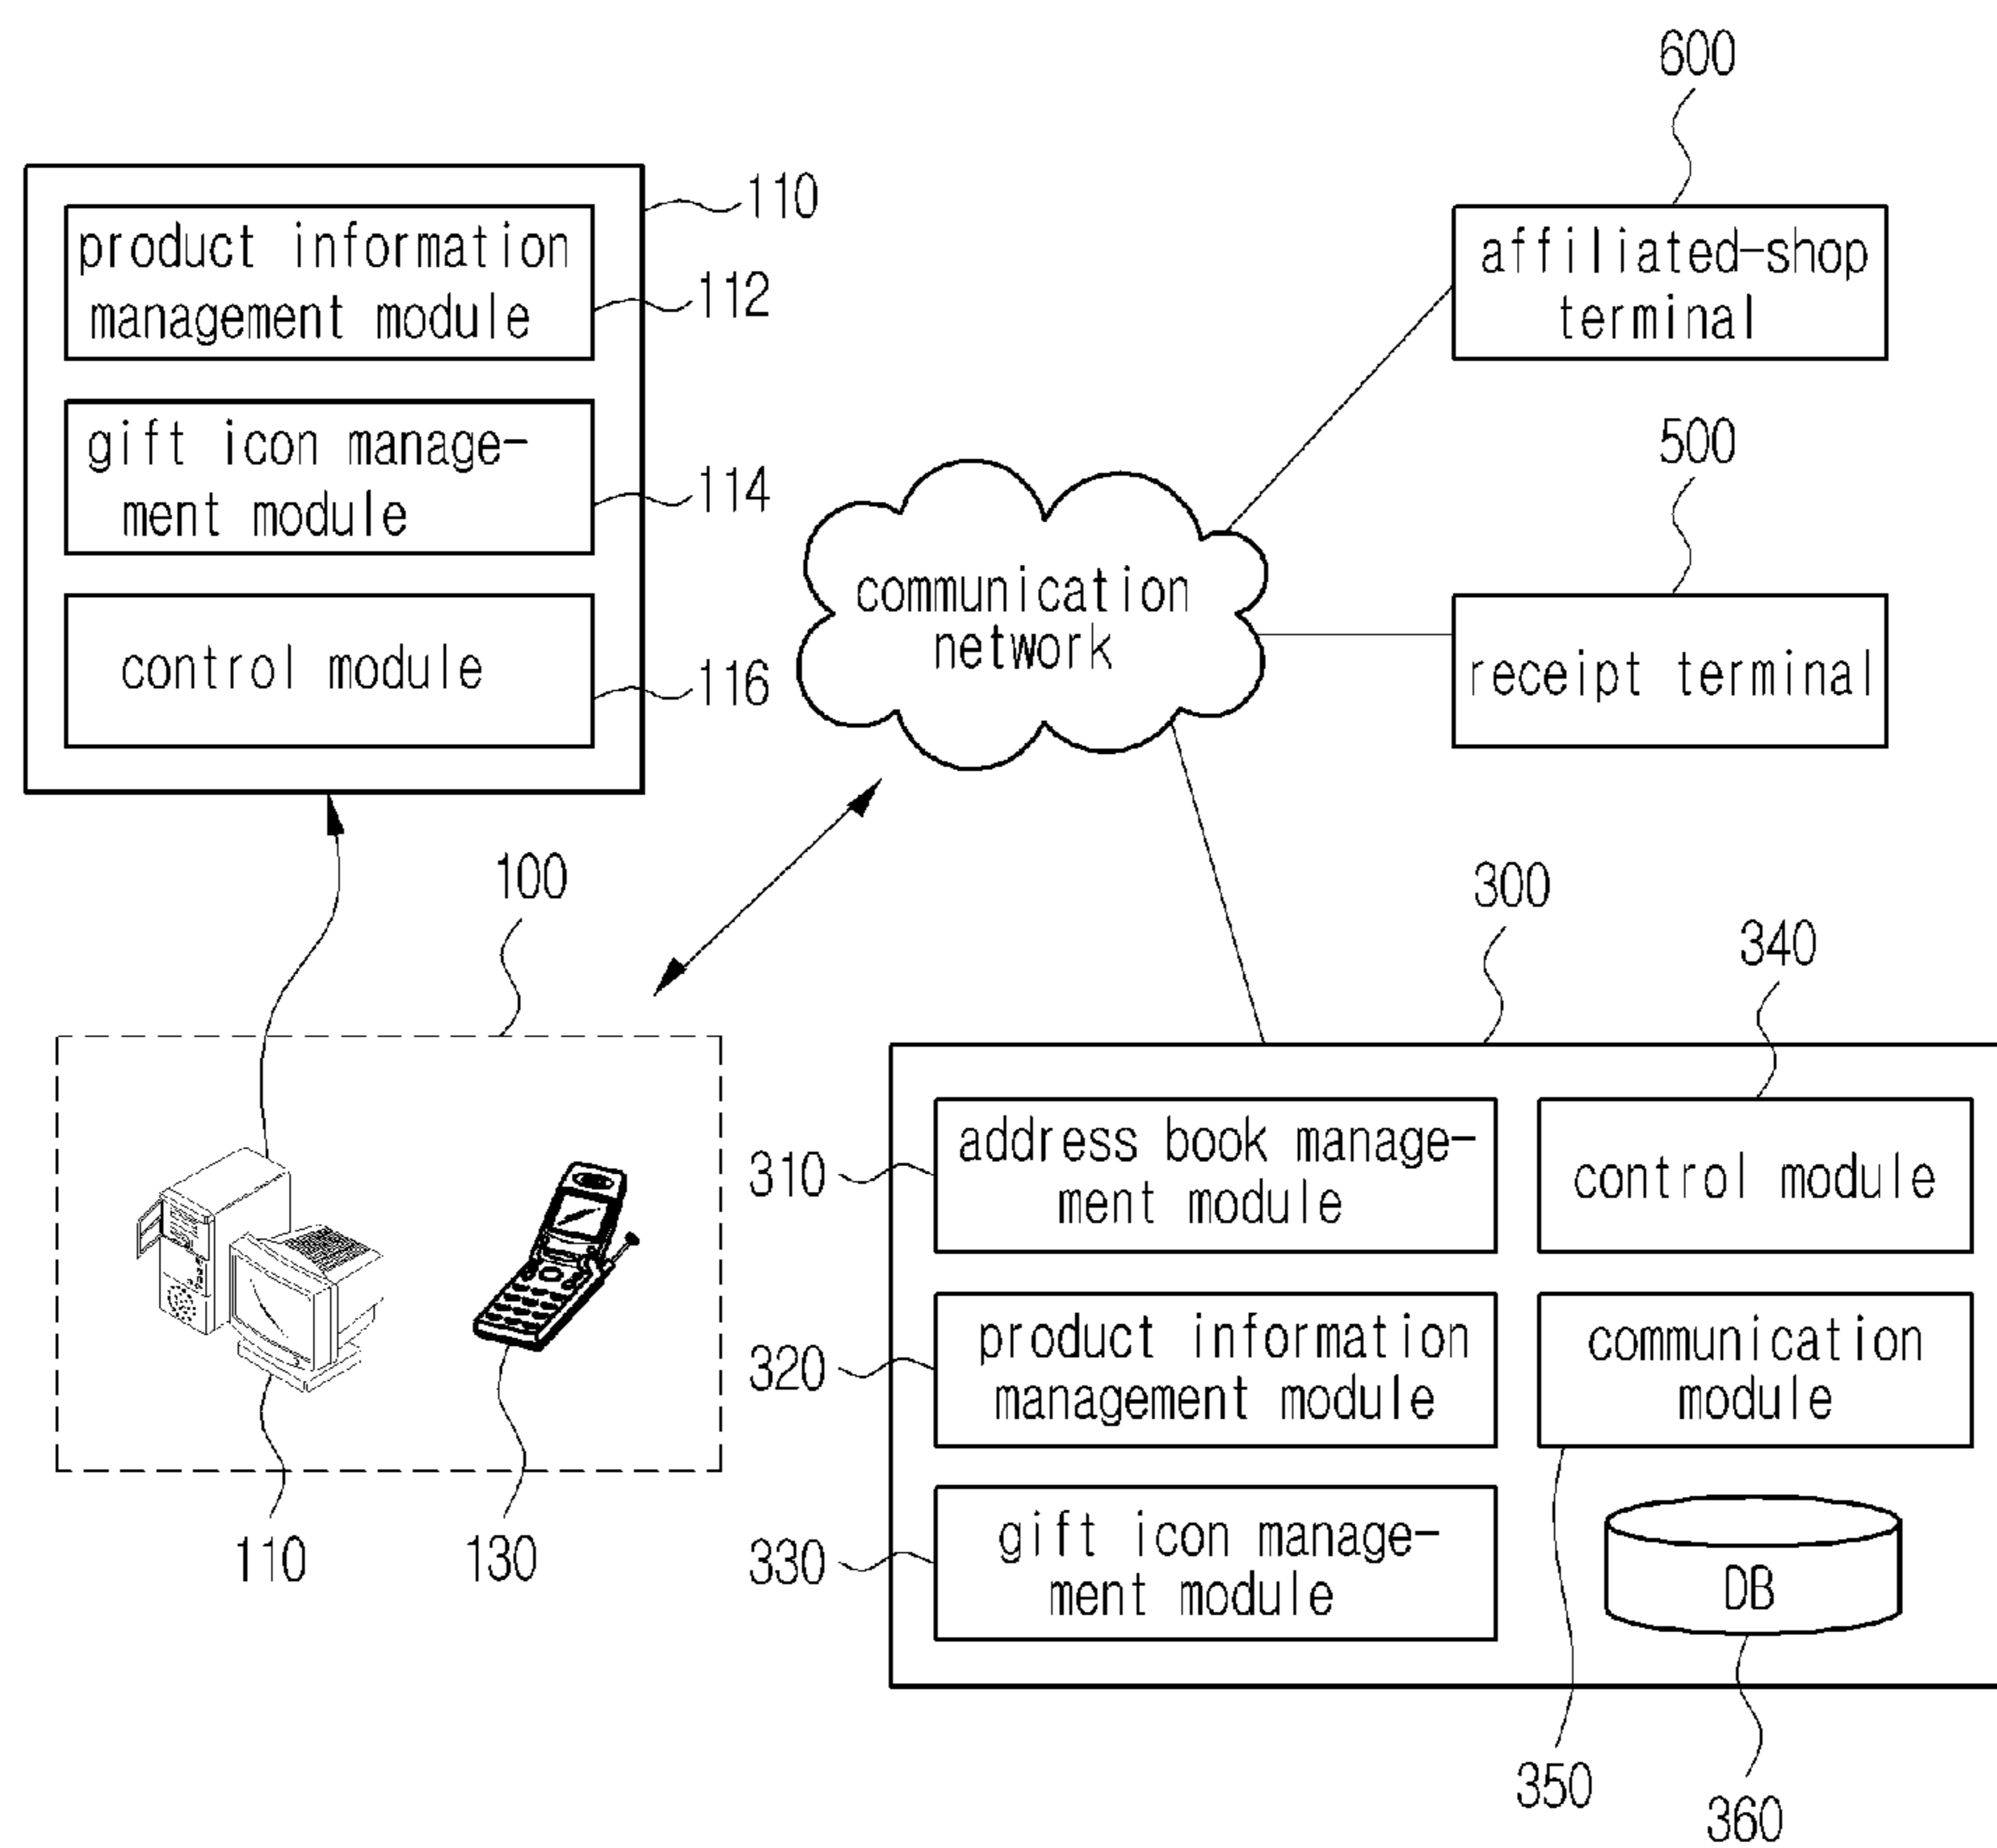 600
110
product information
management module
112
affiliated-shop
terminal
gift icon manage-
ment module
114
500
communication
network
control module
116
receipt terminal
100
300
340
310
address book manage-
ment module
control module
320
product information
management module
communication
module
110
130
330
gift icon manage-
ment module
DB
350
360